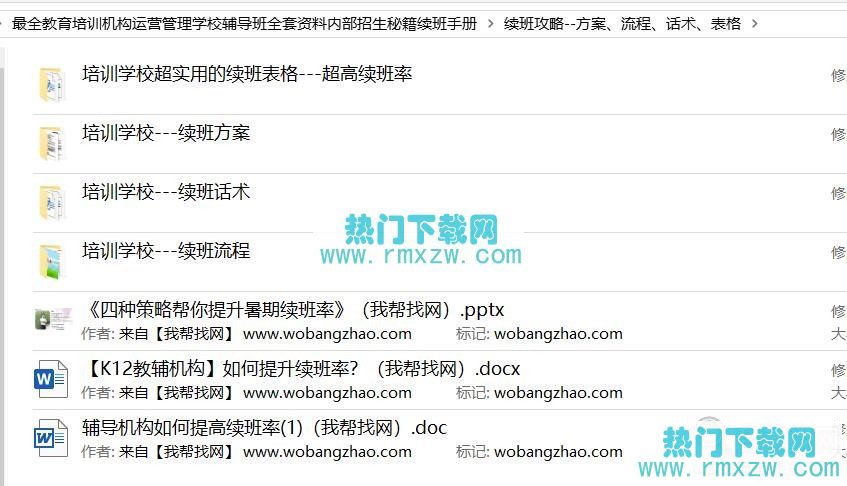 最全教育培训机构运营管理学校辅导班全套资料内部招生秘籍续班手册 > 续班攻略--方案、流程、话术、表格 >
培训学校超实用的续班表格---超高续班率
修
培训学校---续班方案
修
培训学校---续班话术
修
热门下载网
www.rmxzw.com
培训学校---续班流程
修
《四种策略帮你提升暑期续班率》（我帮找网）.pptx
修
作者: 来自【我帮找网】 www.wobangzhao.com 标记: wobangzhao.com
大
【K12教辅机构】如何提升续班率？（我帮找网）.docx
修
作者: 来自【我帮找网】 www.wobangzhao.com 标记: wobangzhao.com
大
辅导机构如何提高续班率(1)（我帮找网）.doc
作者: 来自【我帮找网】 www.wobangzhao.com 标记: wobangzhao.com
热门下载网
www.rmxzw.com